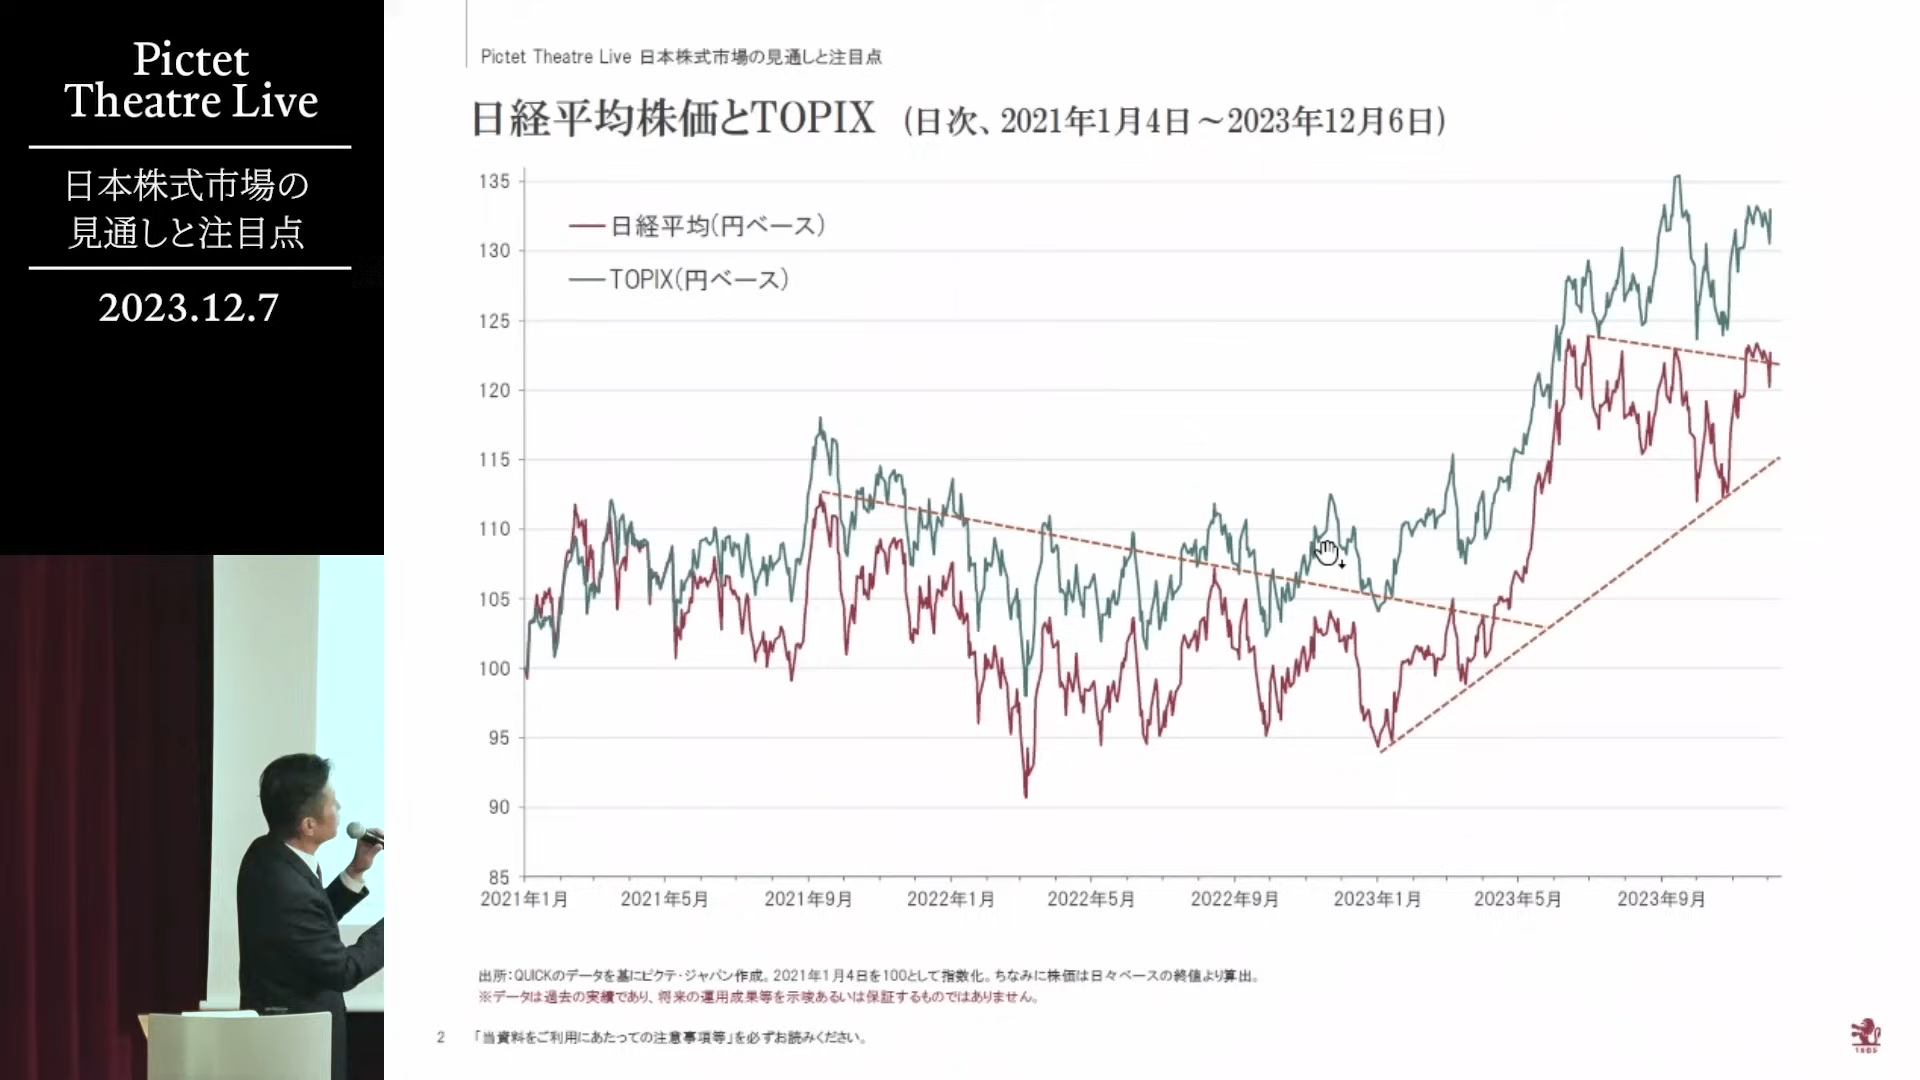 Pictet
Theatre Live
日本株式市場の
見通しと注目点
2023.12.7
Pictet Theatre Live 日本株式市場の見通しと注目点
日経平均株価とTOPIX (日次、2021年1月4日～2023年12月6日)
135
130
125
120
115
110
105
100
95
90
85
日経平均(円ベース)
TOPIX(円ベース)
2021年1月 2021年5月 2021年9月 2022年1月 2022年5月 2022年9月 2023年1月 2023年5月 2023年9月
出所：QUICKのデータを基にピクテ・ジャパン作成。2021年1月4日を100として指数化。ちなみに株価は日々ベースの終値より算出。
※データは過去の実績であり、将来の運用成果等を示唆あるいは保証するものではありません。
2 「当資料をご利用にあたっての注意事項等」を必ずお読みください。
1805